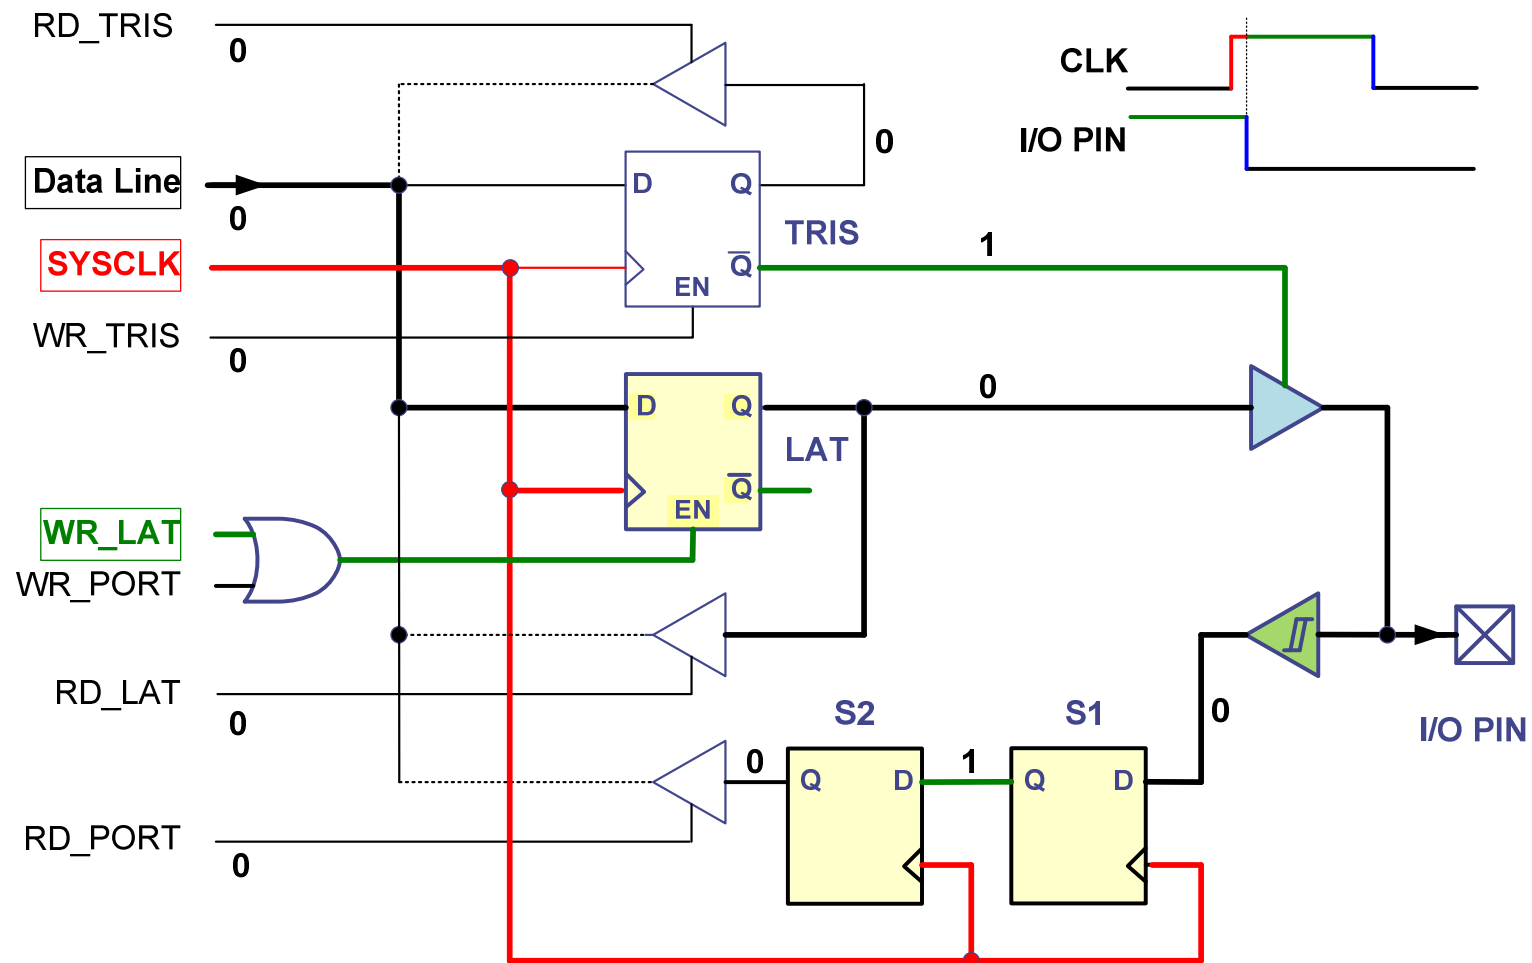 RD_TRIS
0
CLK
I/O PIN
0
Data Line
0
D Q
TRIS
1
SYSCLK
Q
EN
WR_TRIS
0
D Q
0
LAT
Q
EN
WR_LAT
WR_PORT
RD_LAT
0
S2
S1
0
I/O PIN
0
1
Q D
Q D
RD_PORT
0